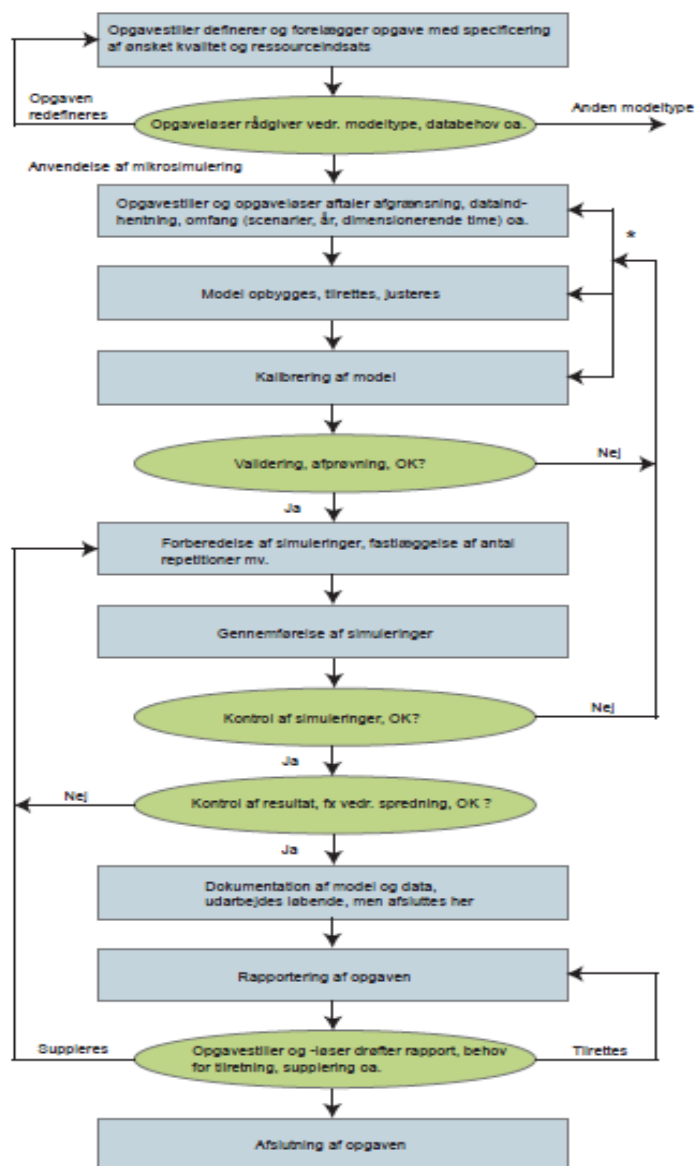 Opgavestiller definerer og forelægger opgave med specificering
af ønsket kvalitet og ressourceindsats
Opgaven
redefineres
Opgaveløser rådgiver vedr. modeltype, databehov oa.
Anden modeltype
Anvendelse af mikrosimulering
Opgavestiller og opgaveløser aftaler afgrænsning, dataind-
hentning, omfang (scenarier, år, dimensionerende time) oa.
*
Model opbygges, tilrettes, justeres
Kalibrering af model
Validering, afprøvning, OK?
Nej
Ja
Forberedelse af simuleringer, fastlæggelse af antal
repetitioner mv.
Gennemførelse af simuleringer
Kontrol af simuleringer, OK?
Nej
Ja
Nej
Kontrol af resultat, fx vedr. spredning, OK ?
Ja
Dokumentation af model og data,
udarbejdes løbende, men afsluttes her
Rapportering af opgaven
Suppleres
Opgavestiller og -løser drøfter rapport, behov
for tilretning, supplering oa.
Tilrettes
Afslutning af opgaven